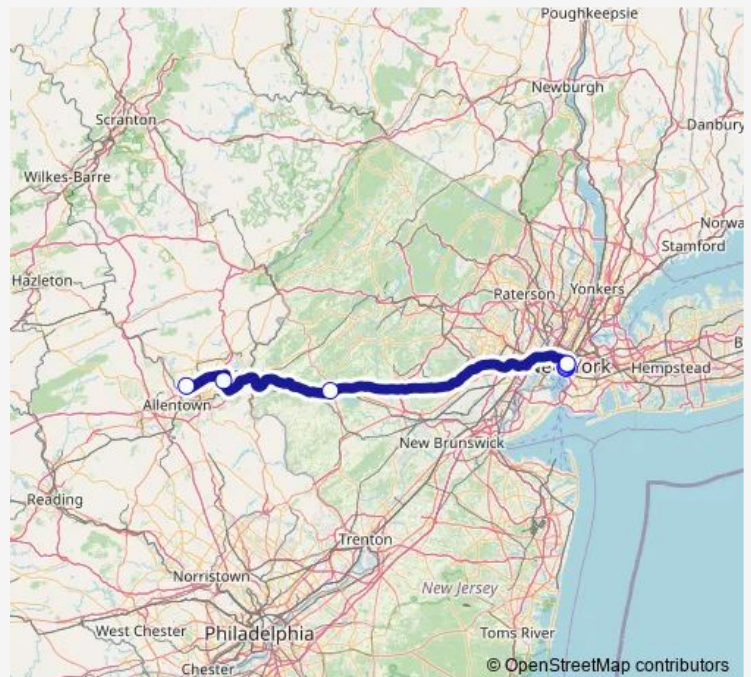 Poughkeepsie
Newburgh
Scranton
Danbury
Wilkes-Barre
Norwa
Stamford
Hazleton
Paterson
Yonkers
New York
Hempstead
B
Allentown
New Brunswick
Reading
Trenton
Norristown
New Jersey
West Chester
Philadelphia
Toms River
Chester
© OpenStreetMap contributors